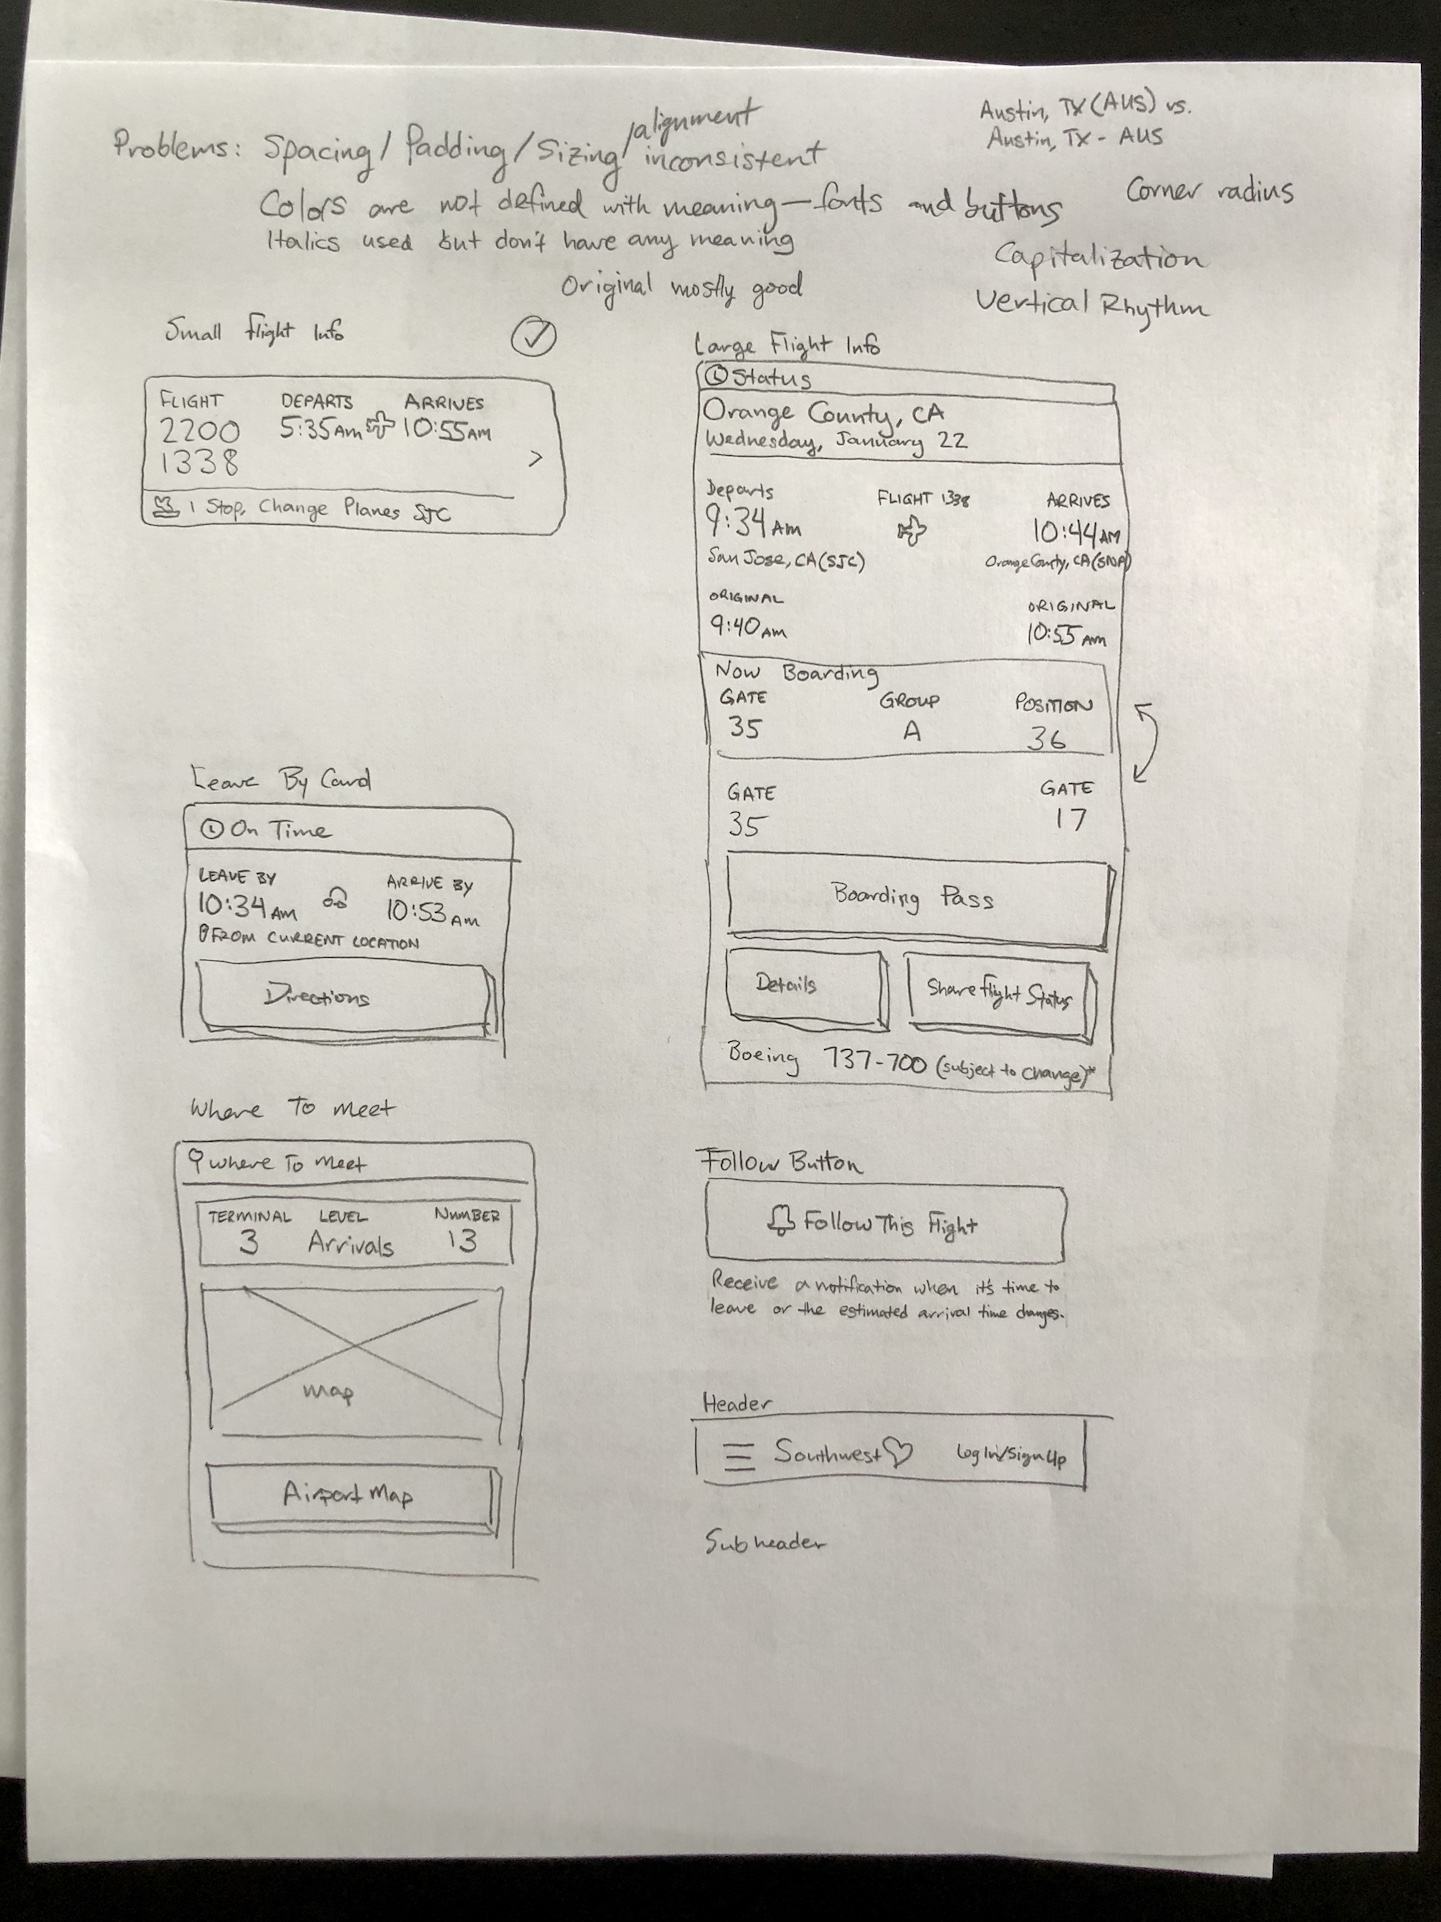 Problems: Spacing / Padding / Sizing /alignment inconsistent
Colors are not defined with meaning — fonts and buttons
Italics used but don't have any meaning
Original mostly good
Austin, TX (AUS) vs.
Austin, TX - AUS
Corner radius
Capitalization
Vertical Rhythm
Small Flight Info
FLIGHT DEPARTS ARRIVES
2200 5:35AM 10:55AM
1338
>
1 Stop, Change Planes SJC
Large Flight Info
Status
Orange County, CA
Wednesday, January 22
Departs FLIGHT 1338 ARRIVES
9:34AM 10:44AM
San Jose, CA (SJC) Orange County, CA (SNA)
ORIGINAL ORIGINAL
9:40AM 10:55AM
Now Boarding
GATE GROUP POSITION
35 A 36
GATE GATE
35 17
Boarding Pass
Details Share Flight Status
Boeing 737-700 (subject to change)*
Leave By Card
On Time
LEAVE BY ARRIVE BY
10:34AM 10:53AM
FROM CURRENT LOCATION
Directions
Where To Meet
Where To Meet
TERMINAL LEVEL NUMBER
3 Arrivals 13
Map
Airport Map
Follow Button
Follow This Flight
Receive a notification when it's time to
leave or the estimated arrival time changes.
Header
Southwest Log In/Sign Up
Subheader